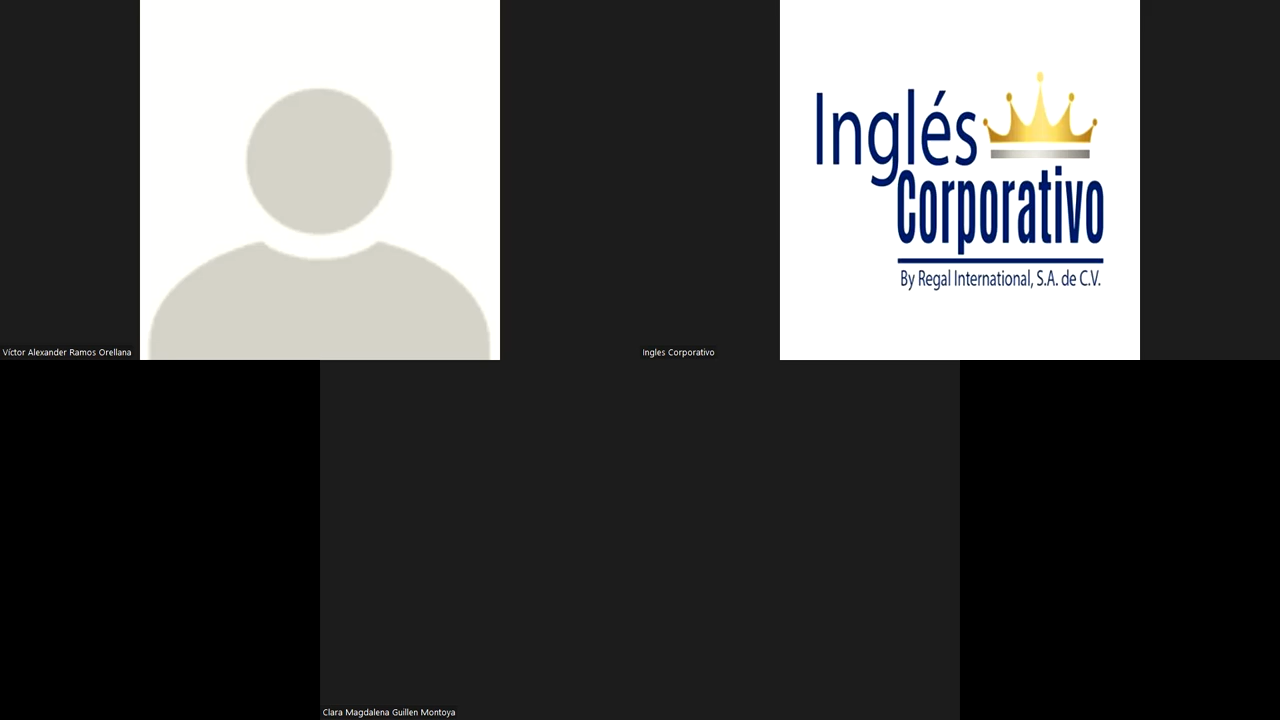 Inglés
Corporativo
By Regal International, S.A. de C.V.
Víctor Alexander Ramos Orellana
Ingles Corporativo
Clara Magdalena Guillen Montoya